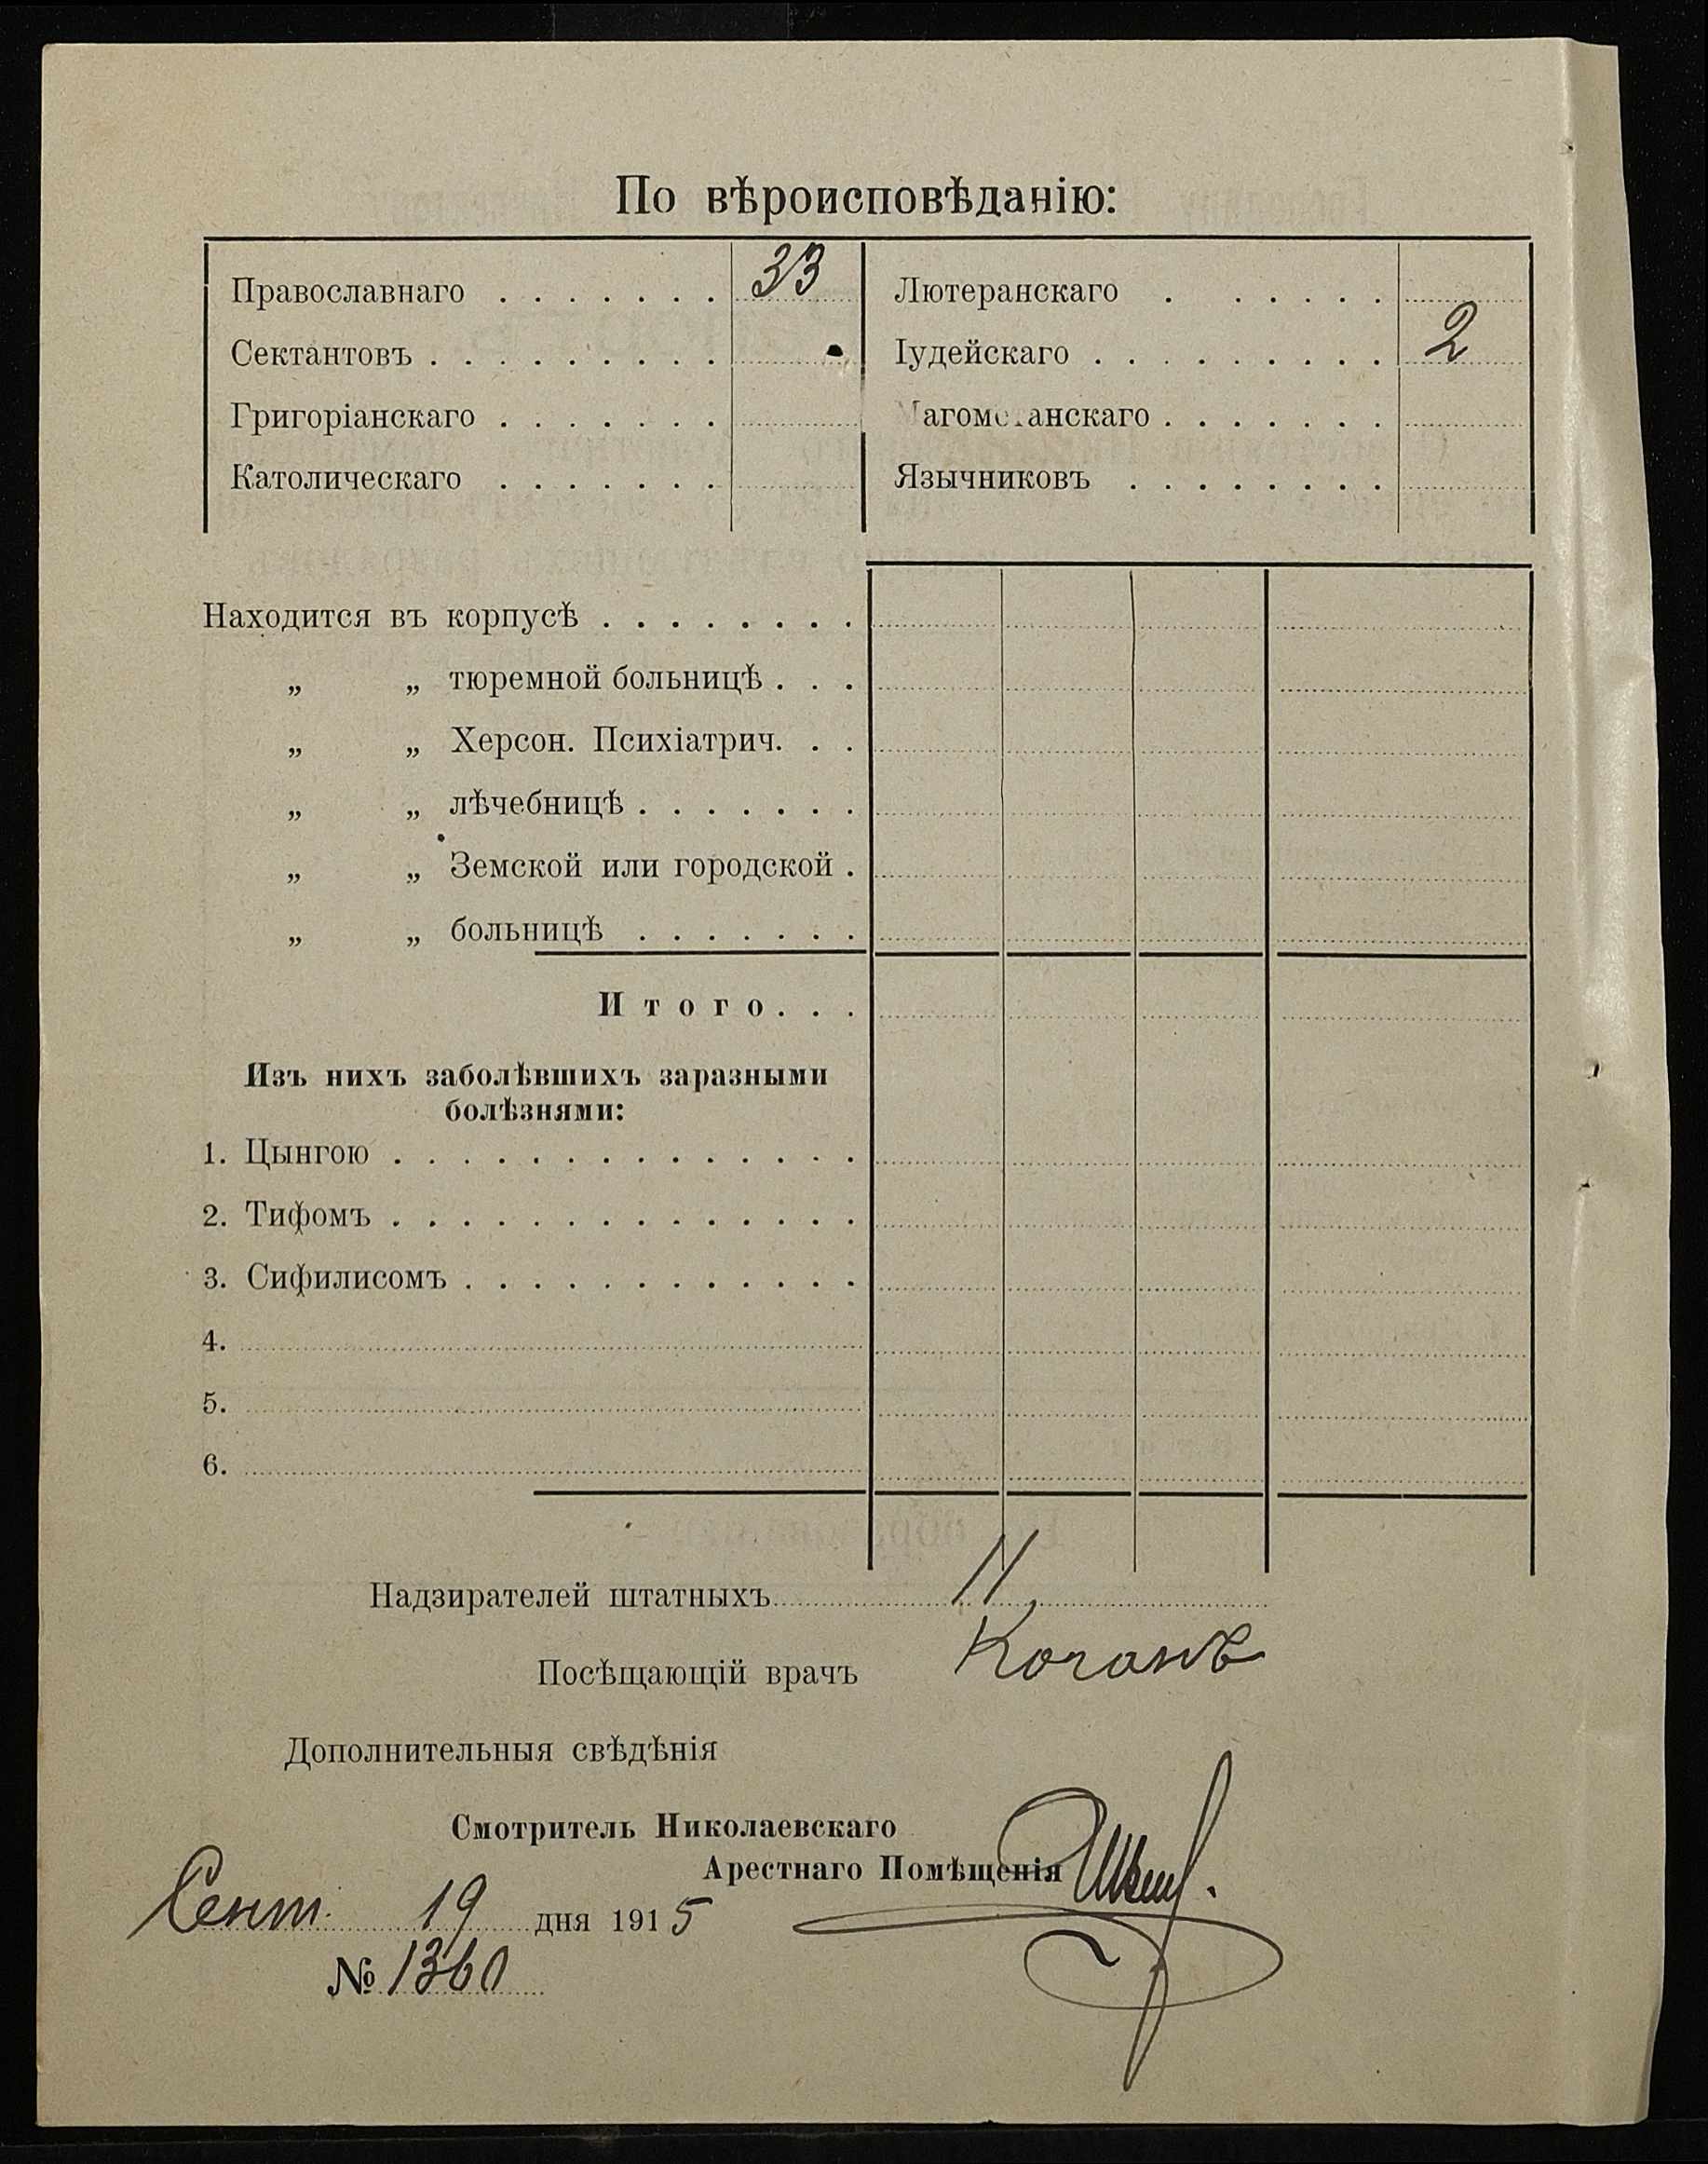 По вѣроисповѣданію:
Православнаго . . . . . . . 33 Лютеранскаго . . . . . .
Сектантовъ . . . . . . . . . Іудейскаго . . . . . . . . . 2
Григоріанскаго . . . . . . . агоме анскаго . . . . . . .
Католическаго . . . . . . . Язычниковъ . . . . . . . .
Находится въ корпусѣ . . . . . . . .
„ „ тюремной больницѣ . . .
„ „ Херсон. Психіатрич. . .
„ „ лѣчебницѣ . . . . . . .
„ „ Земской или городской .
„ „ больницѣ . . . . . . .
Итого. . .
Изъ нихъ заболѣвшихъ заразными
болѣзнями:
1. Цынгою . . . . . . . . . . . . . .
2. Тифомъ . . . . . . . . . . . . . .
3. Сифилисомъ . . . . . . . . . . . .
4.
5.
6.
Надзирателей штатныхъ 11
Посѣщающій врачъ Коганъ
Дополнительныя свѣдѣнія
Смотритель Николаевскаго
Арестнаго Помѣщенія
Сент. 19 дня 1915
№ 1360